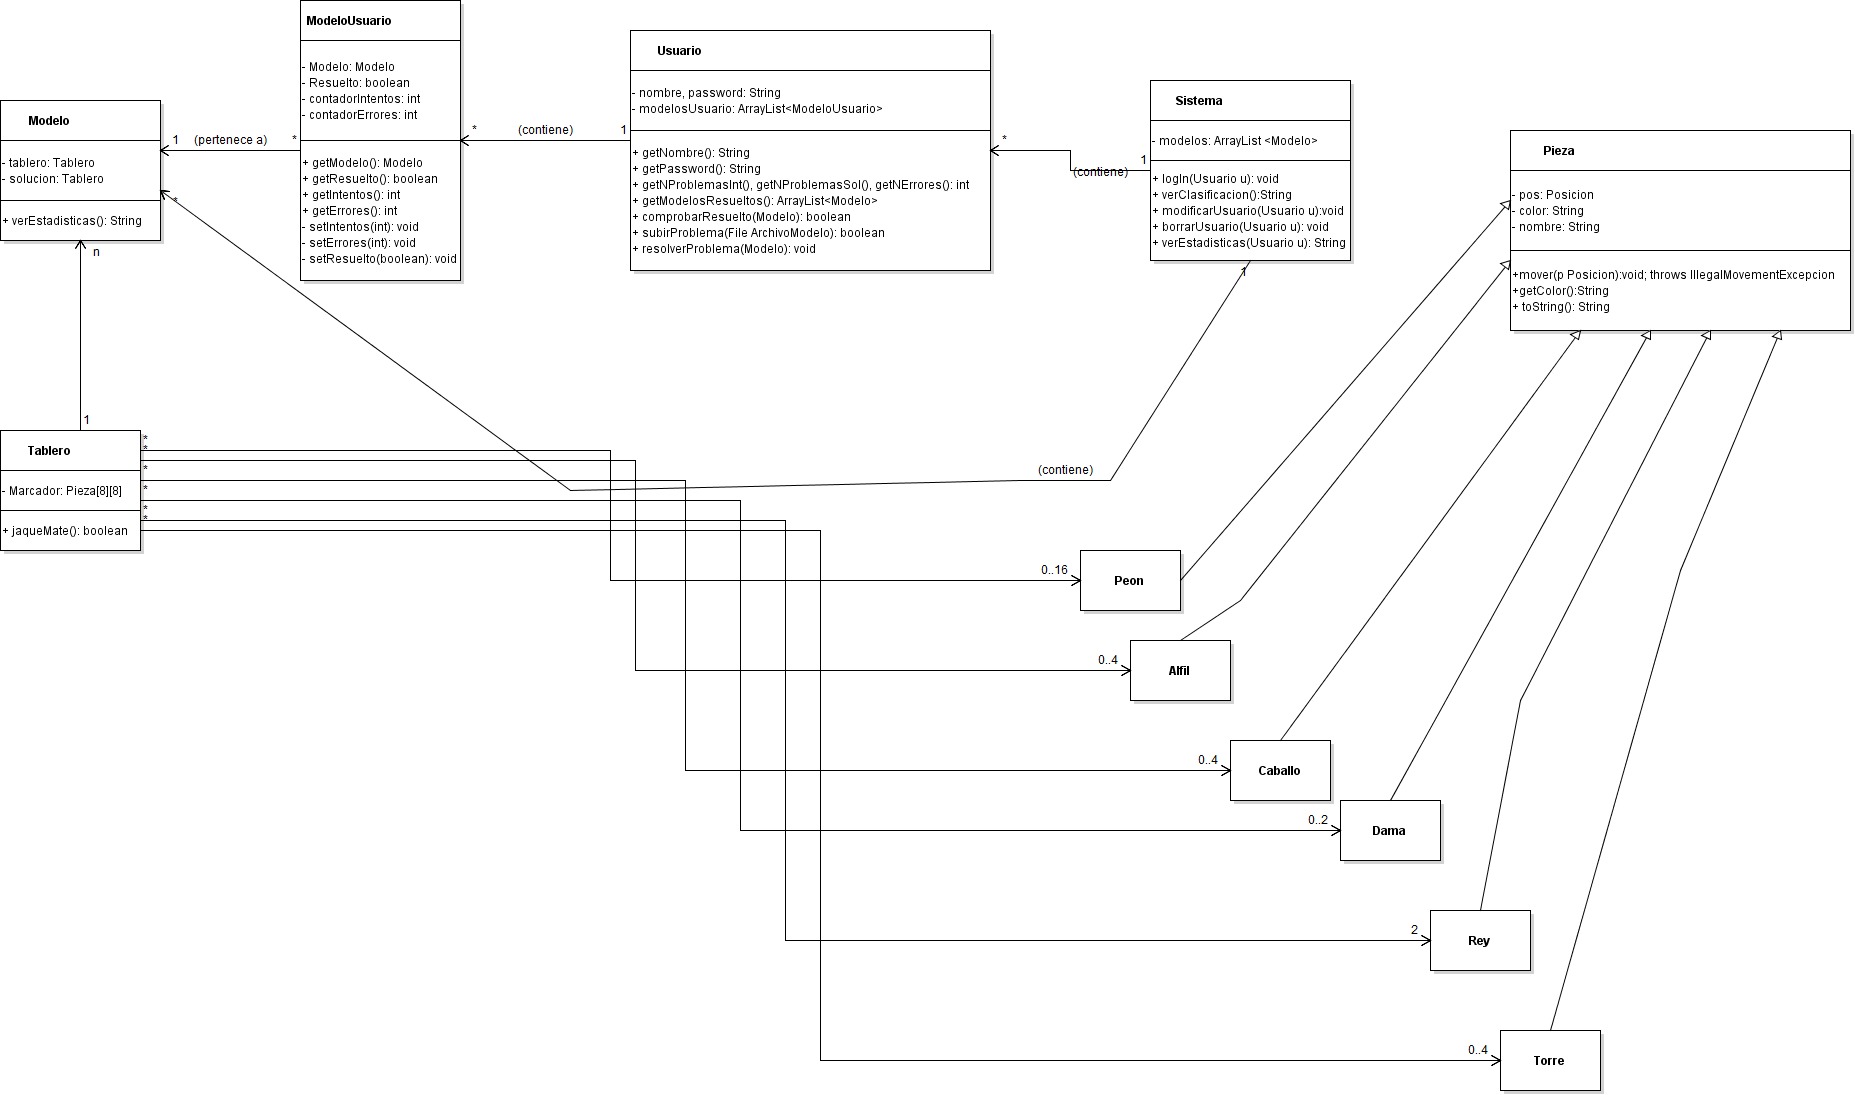 ModeloUsuario
- Modelo: Modelo
- Resuelto: boolean
- contadorIntentos: int
- contadorErrores: int
+ getModelo(): Modelo
+ getResuelto(): boolean
+ getIntentos(): int
+ getErrores(): int
- setIntentos(int): void
- setErrores(int): void
- setResuelto(boolean): void
Usuario
- nombre, password: String
- modelosUsuario: ArrayList<ModeloUsuario>
+ getNombre(): String
+ getPassword(): String
+ getNProblemasInt(), getNProblemasSol(), getNErrores(): int
+ getModelosResueltos(): ArrayList<Modelo>
+ comprobarResuelto(Modelo): boolean
+ subirProblema(File ArchivoModelo): boolean
+ resolverProblema(Modelo): void
Sistema
- modelos: ArrayList <Modelo>
+ logIn(Usuario u): void
+ verClasificacion():String
+ modificarUsuario(Usuario u):void
+ borrarUsuario(Usuario u): void
+ verEstadisticas(Usuario u): String
Modelo
- tablero: Tablero
- solucion: Tablero
+ verEstadisticas(): String
1
(pertenece a)
*
*
(contiene)
1
*
(contiene)
1
Pieza
- pos: Posicion
- color: String
- nombre: String
+mover(p Posicion):void; throws IllegalMovementExcepcion
+getColor():String
+ toString(): String
*
n
1
1
(contiene)
Tablero
- Marcador: Pieza[8][8]
+ jaqueMate(): boolean
*
*
*
*
*
*
0..16
Peon
0..4
Alfil
0..4
Caballo
0..2
Dama
2
Rey
0..4
Torre